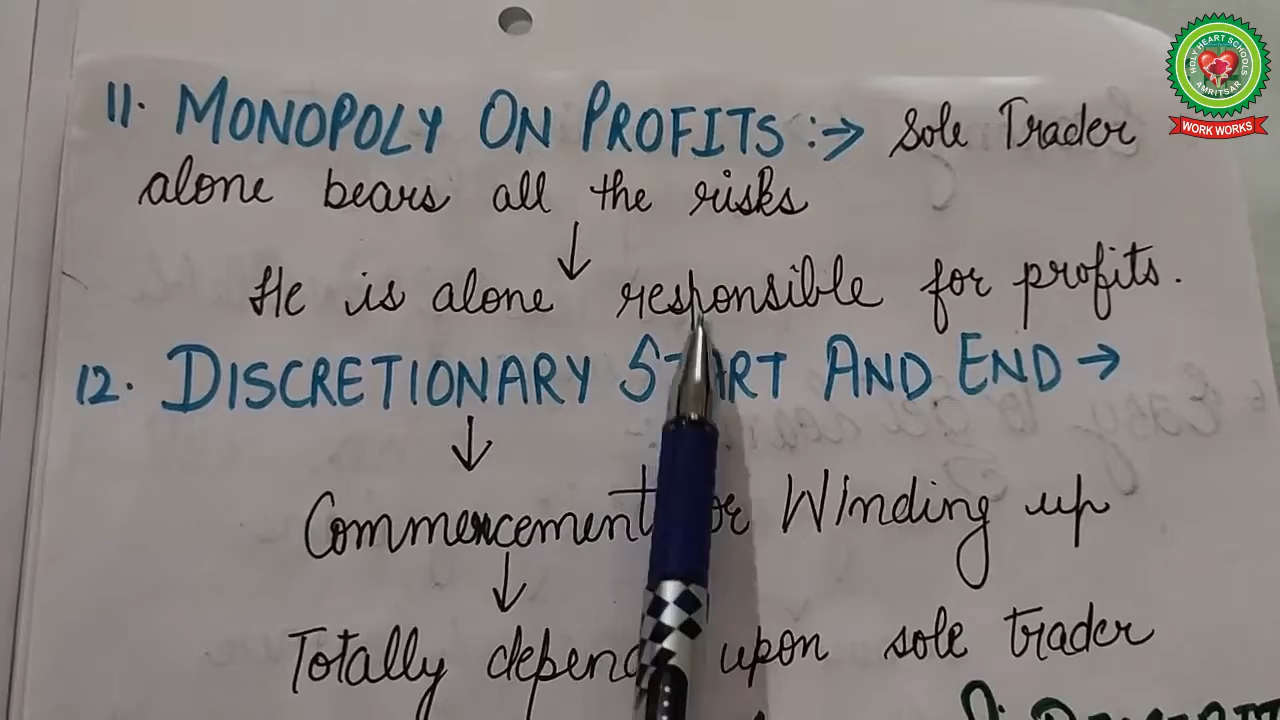 11. MONOPOLY ON PROFITS :→ Sole Trader
alone bears all the risks
↓
He is alone responsible for profits.
12. DISCRETIONARY START AND END →
↓
Commencement or Winding up
↓
Totally depends upon sole trader
HOLY HEART SCHOOLS
AMRITSAR
WORK WORKS